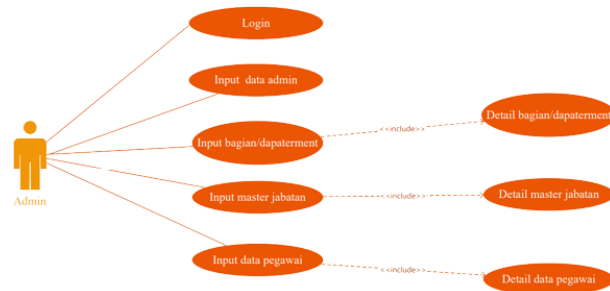 Login
Input data admin
Input bagian/dapaterment
<<include>>
Detail bagian/dapaterment
Admin
Input master jabatan
<<include>>
Detail master jabatan
Input data pegawai
<<include>>
Detail data pegawai